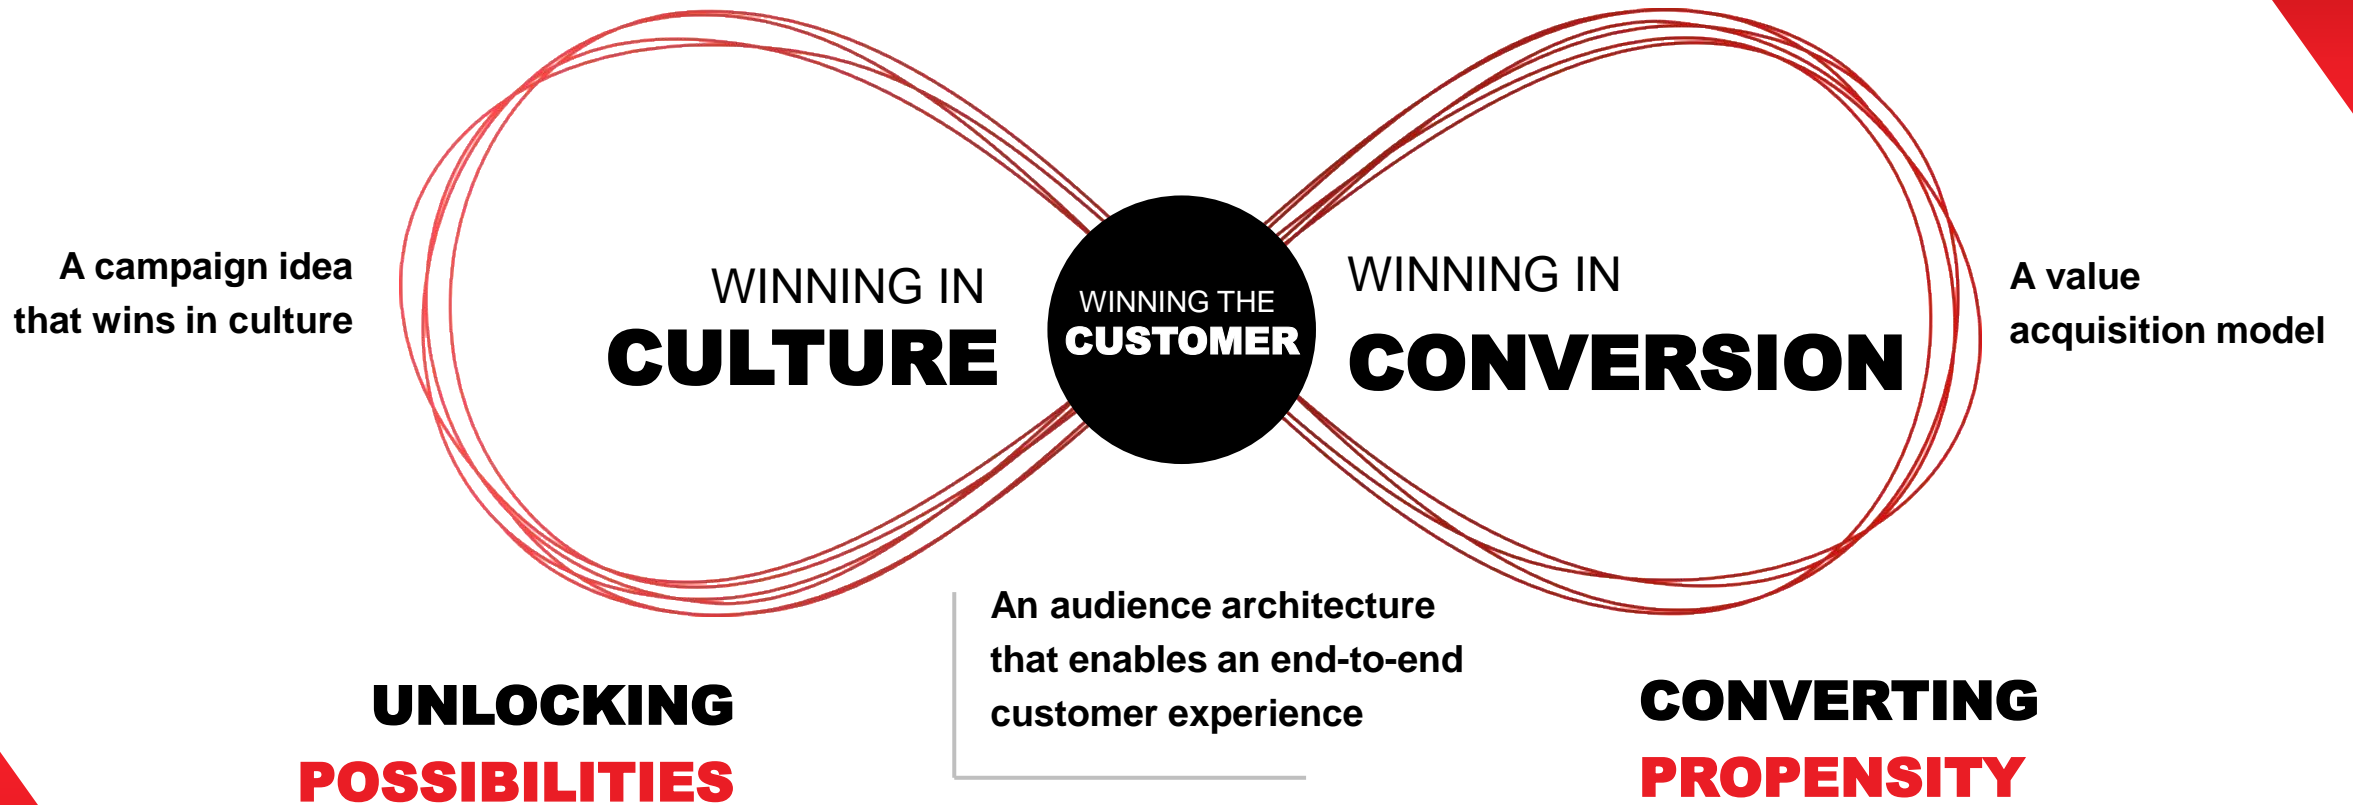 A campaign idea
that wins in culture
WINNING IN
CULTURE
WINNING THE
CUSTOMER
WINNING IN
CONVERSION
A value
acquisition model
An audience architecture
that enables an end-to-end
customer experience
UNLOCKING
POSSIBILITIES
CONVERTING
PROPENSITY